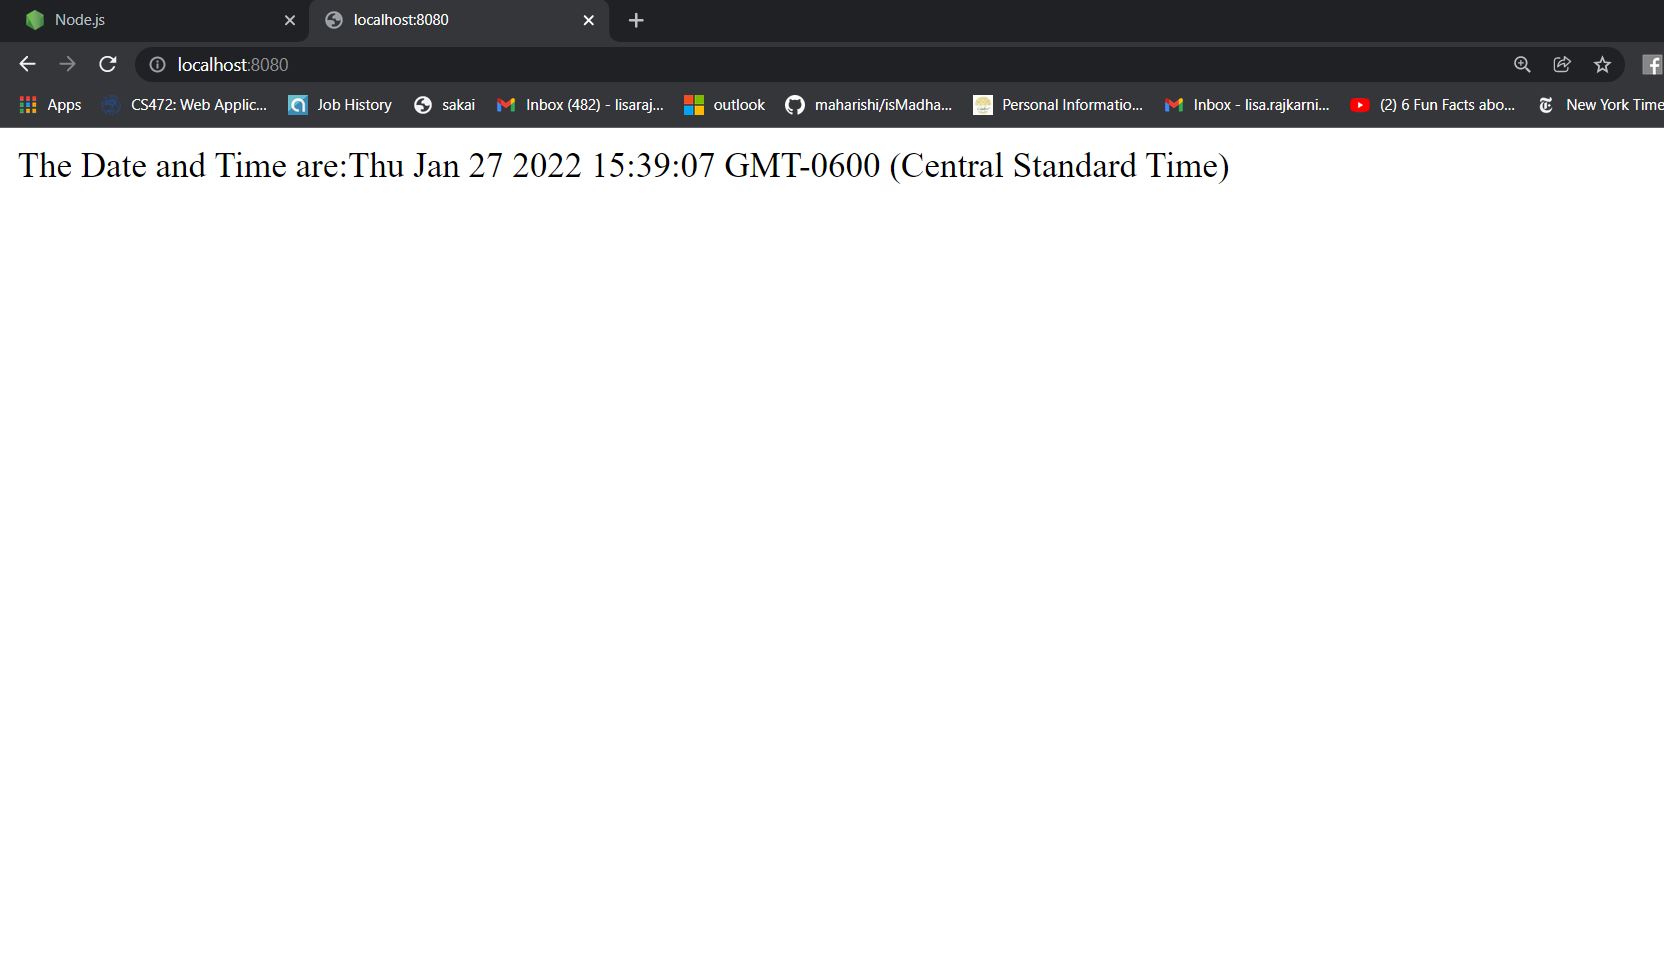 Node.js localhost:8080
localhost:8080
Apps CS472: Web Applic... Job History sakai Inbox (482) - lisaraj... outlook maharishi/isMadha... Personal Informatio... Inbox - lisa.rajkarni... (2) 6 Fun Facts abo... New York Time
The Date and Time are:Thu Jan 27 2022 15:39:07 GMT-0600 (Central Standard Time)